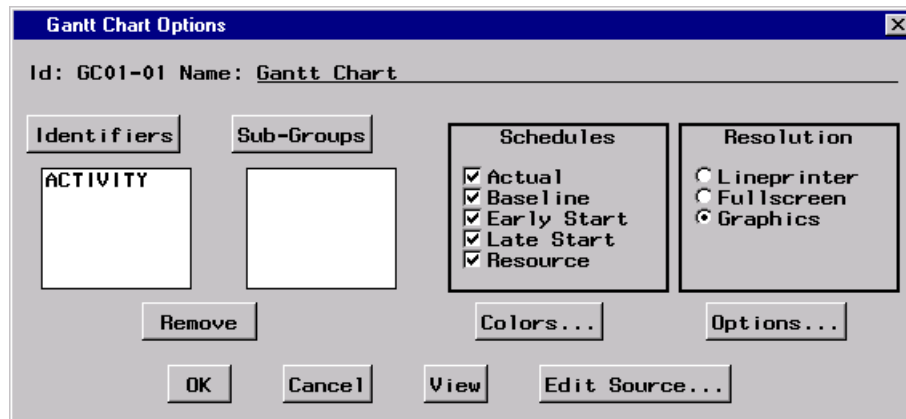 Gantt Chart Options
Id: GC01-01 Name: Gantt Chart
Identifiers
Sub-Groups
ACTIVITY
Schedules
Actual
Baseline
Early Start
Late Start
Resource
Resolution
Lineprinter
Fullscreen
Graphics
Remove
Colors...
Options...
OK
Cancel
View
Edit Source...